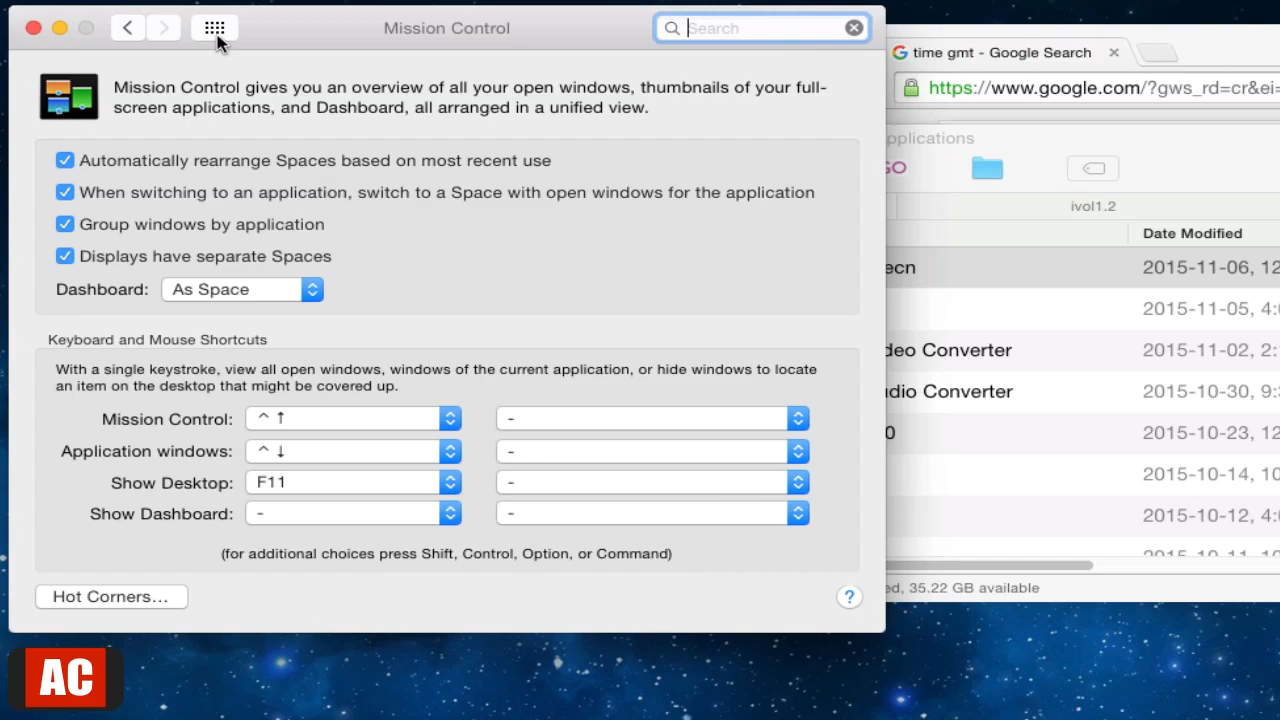 Mission Control
Search
Mission Control gives you an overview of all your open windows, thumbnails of your full-
screen applications, and Dashboard, all arranged in a unified view.
Automatically rearrange Spaces based on most recent use
When switching to an application, switch to a Space with open windows for the application
Group windows by application
Displays have separate Spaces
Dashboard: As Space
Keyboard and Mouse Shortcuts
With a single keystroke, view all open windows, windows of the current application, or hide windows to locate
an item on the desktop that might be covered up.
Mission Control: ^ ↑ -
Application windows: ^ ↓ -
Show Desktop: F11 -
Show Dashboard: - -
(for additional choices press Shift, Control, Option, or Command)
Hot Corners...
?
time gmt - Google Search
https://www.google.com/?gws_rd=cr&ei=
pplications
GO
ivol1.2
Date Modified
ecn 2015-11-06, 12
2015-11-05, 4:
deo Converter 2015-11-02, 2:
udio Converter 2015-10-30, 9:
0 2015-10-23, 12
2015-10-14, 10
2015-10-12, 4:
ed, 35.22 GB available
AC